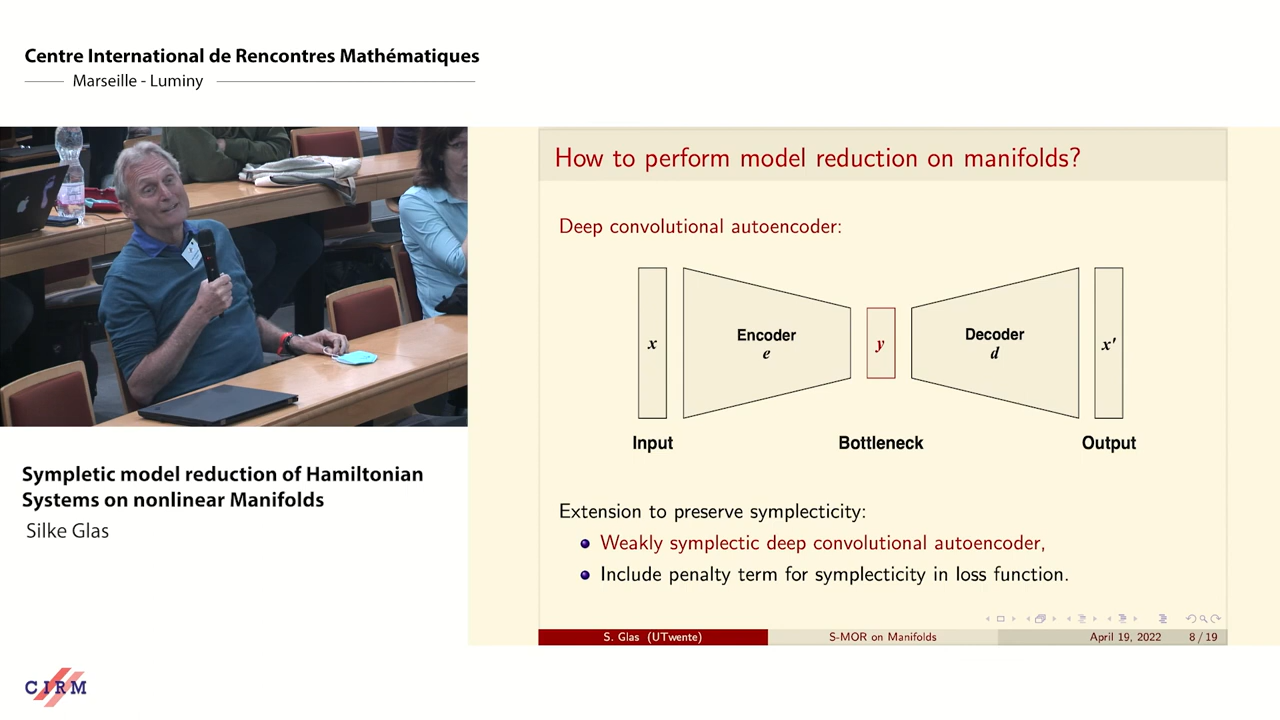 Centre International de Rencontres Mathématiques
Marseille - Luminy
How to perform model reduction on manifolds?
Deep convolutional autoencoder:
x
Encoder
e
y
Decoder
d
x′
Input
Bottleneck
Output
Extension to preserve symplecticity:
Weakly symplectic deep convolutional autoencoder,
Include penalty term for symplecticity in loss function.
S. Glas (UTwente)
S-MOR on Manifolds
April 19, 2022
8 / 19
Sympletic model reduction of Hamiltonian
Systems on nonlinear Manifolds
Silke Glas
CIRM